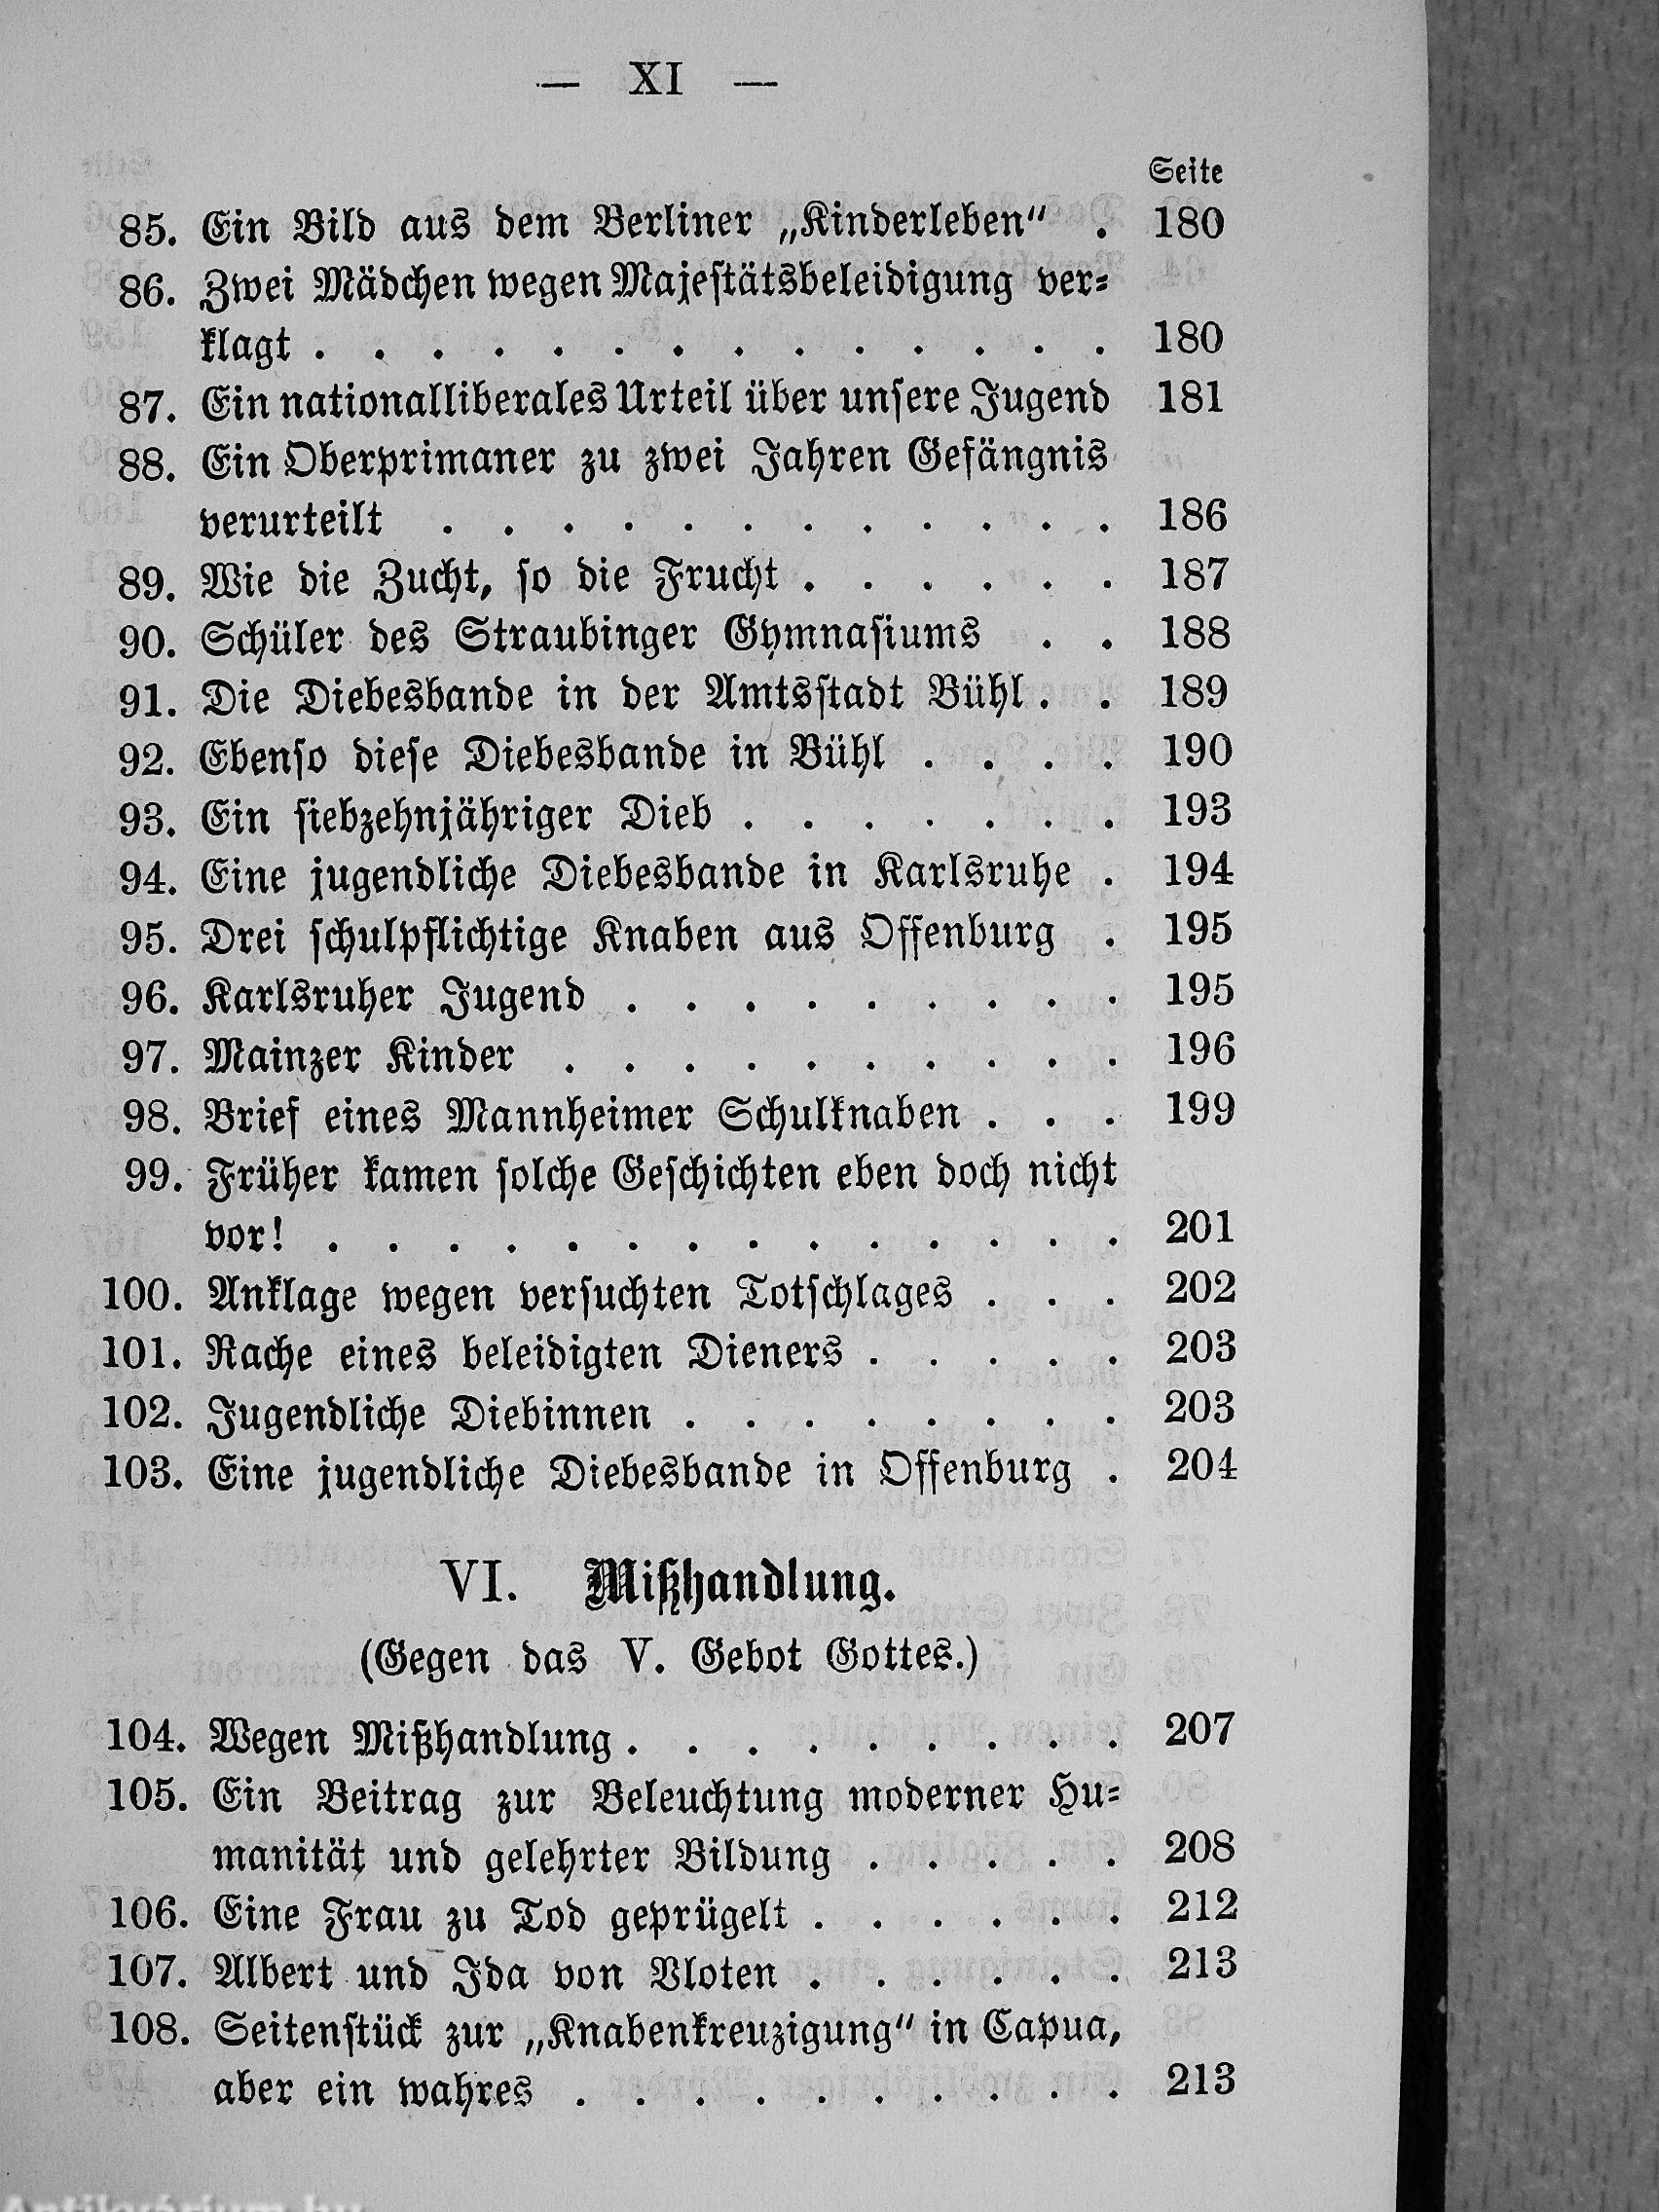 — XI —
Seite
85. Ein Bild aus dem Berliner „Kinderleben“ . 180
86. Zwei Mädchen wegen Majestätsbeleidigung ver-
klagt . . . . . . . . . . . . . . 180
87. Ein nationalliberales Urteil über unsere Jugend 181
88. Ein Oberprimaner zu zwei Jahren Gefängnis
verurteilt . . . . . . . . . . . . 186
89. Wie die Zucht, so die Frucht . . . . . . 187
90. Schüler des Straubinger Gymnasiums . . 188
91. Die Diebesbande in der Amtsstadt Bühl . . 189
92. Ebenso diese Diebesbande in Bühl . . . . 190
93. Ein siebzehnjähriger Dieb . . . . . . . 193
94. Eine jugendliche Diebesbande in Karlsruhe . 194
95. Drei schulpflichtige Knaben aus Offenburg . 195
96. Karlsruher Jugend . . . . . . . . . 195
97. Mainzer Kinder . . . . . . . . . . 196
98. Brief eines Mannheimer Schulknaben . . . 199
99. Früher kamen solche Geschichten eben doch nicht
vor! . . . . . . . . . . . . . . 201
100. Anklage wegen versuchten Totschlages . . . 202
101. Rache eines beleidigten Dieners . . . . . 203
102. Jugendliche Diebinnen . . . . . . . . 203
103. Eine jugendliche Diebesbande in Offenburg . 204
VI. Mißhandlung.
(Gegen das V. Gebot Gottes.)
104. Wegen Mißhandlung . . . . . . . . . 207
105. Ein Beitrag zur Beleuchtung moderner Hu-
manität und gelehrter Bildung . . . . . 208
106. Eine Frau zu Tod geprügelt . . . . . . 212
107. Albert und Ida von Vloten . . . . . . 213
108. Seitenstück zur „Knabenkreuzigung“ in Capua,
aber ein wahres . . . . . . . . . . 213